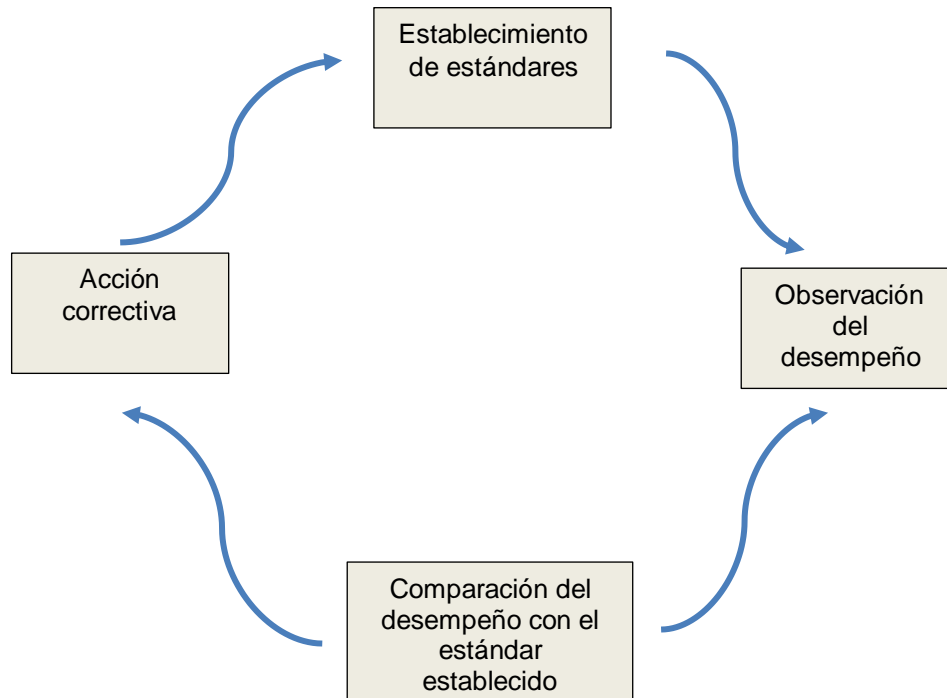 Establecimiento
de estándares
Acción
correctiva
Observación
del
desempeño
Comparación del
desempeño con el
estándar
establecido